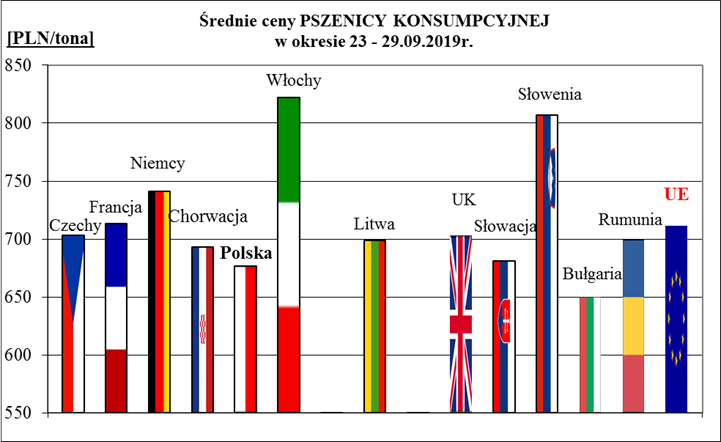 Średnie ceny PSZENICY KONSUMPCYJNEJ
w okresie 23 - 29.09.2019r.
[PLN/tona]
850
800
750
700
650
600
550
Czechy
Francja
Niemcy
Chorwacja
Polska
Włochy
Litwa
UK
Słowacja
Słowenia
Bułgaria
Rumunia
UE